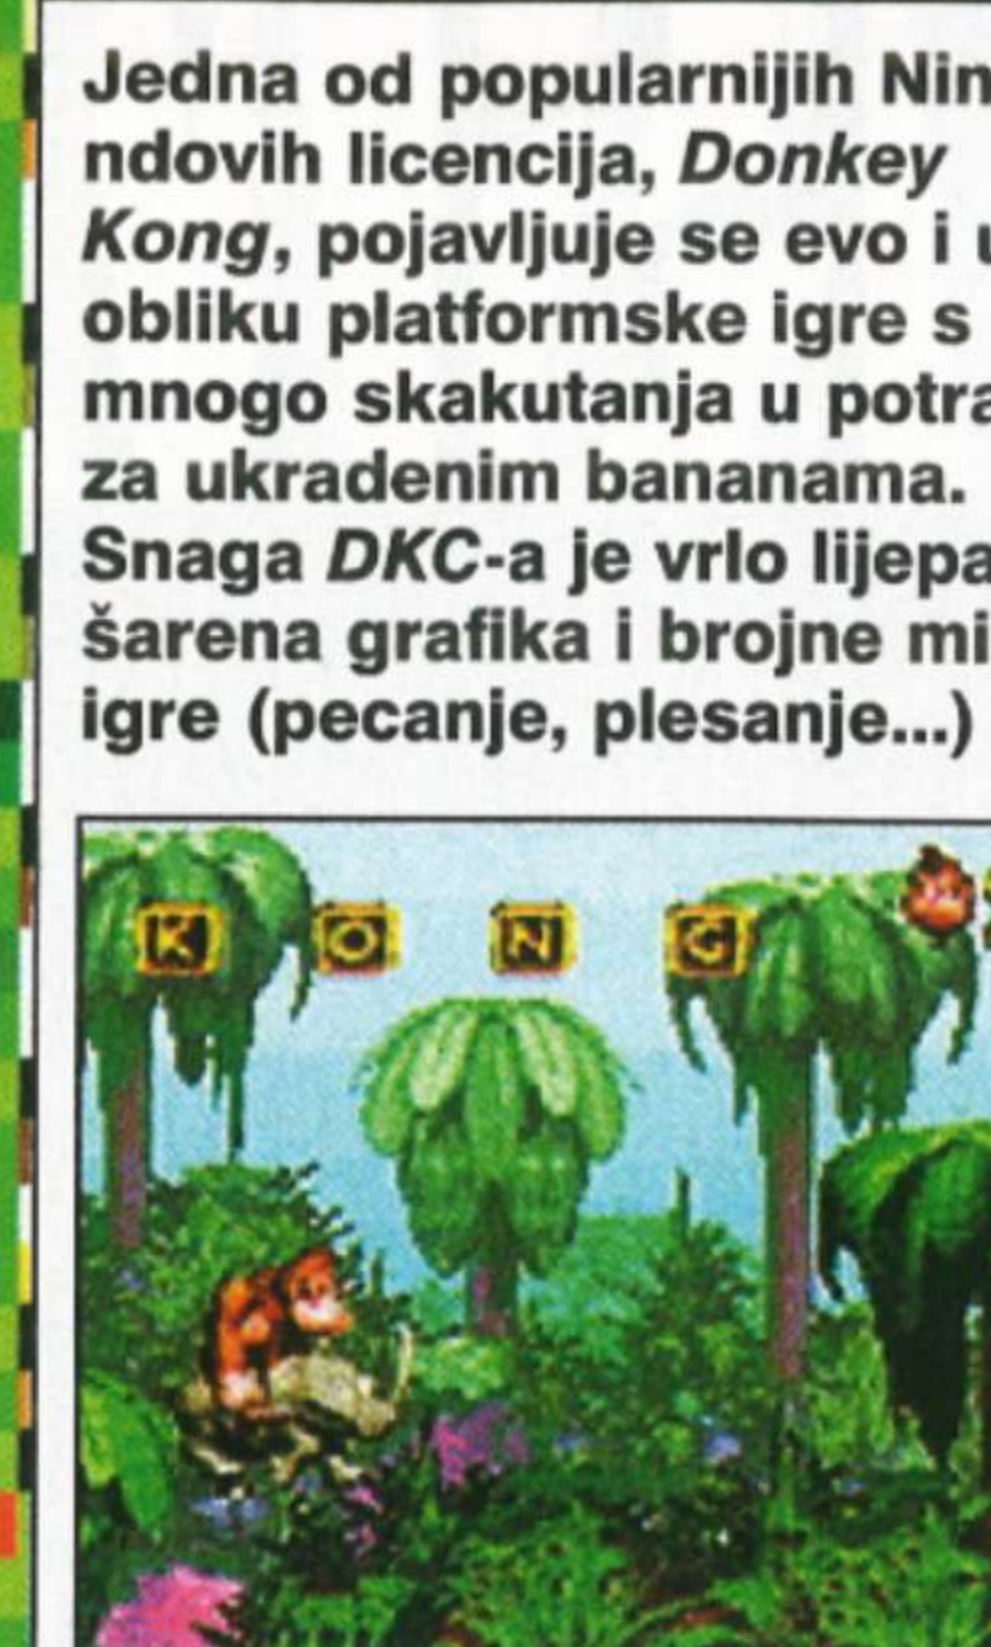 Jedna od popularnijih Nin
ndovih licencija, Donkey
Kong, pojavljuje se evo i u
obliku platformske igre s
mnogo skakutanja u potra
za ukradenim bananama.
Snaga DKC-a je vrlo lijepa
šarena grafika i brojne mi
igre (pecanje, plesanje...)
K O N G